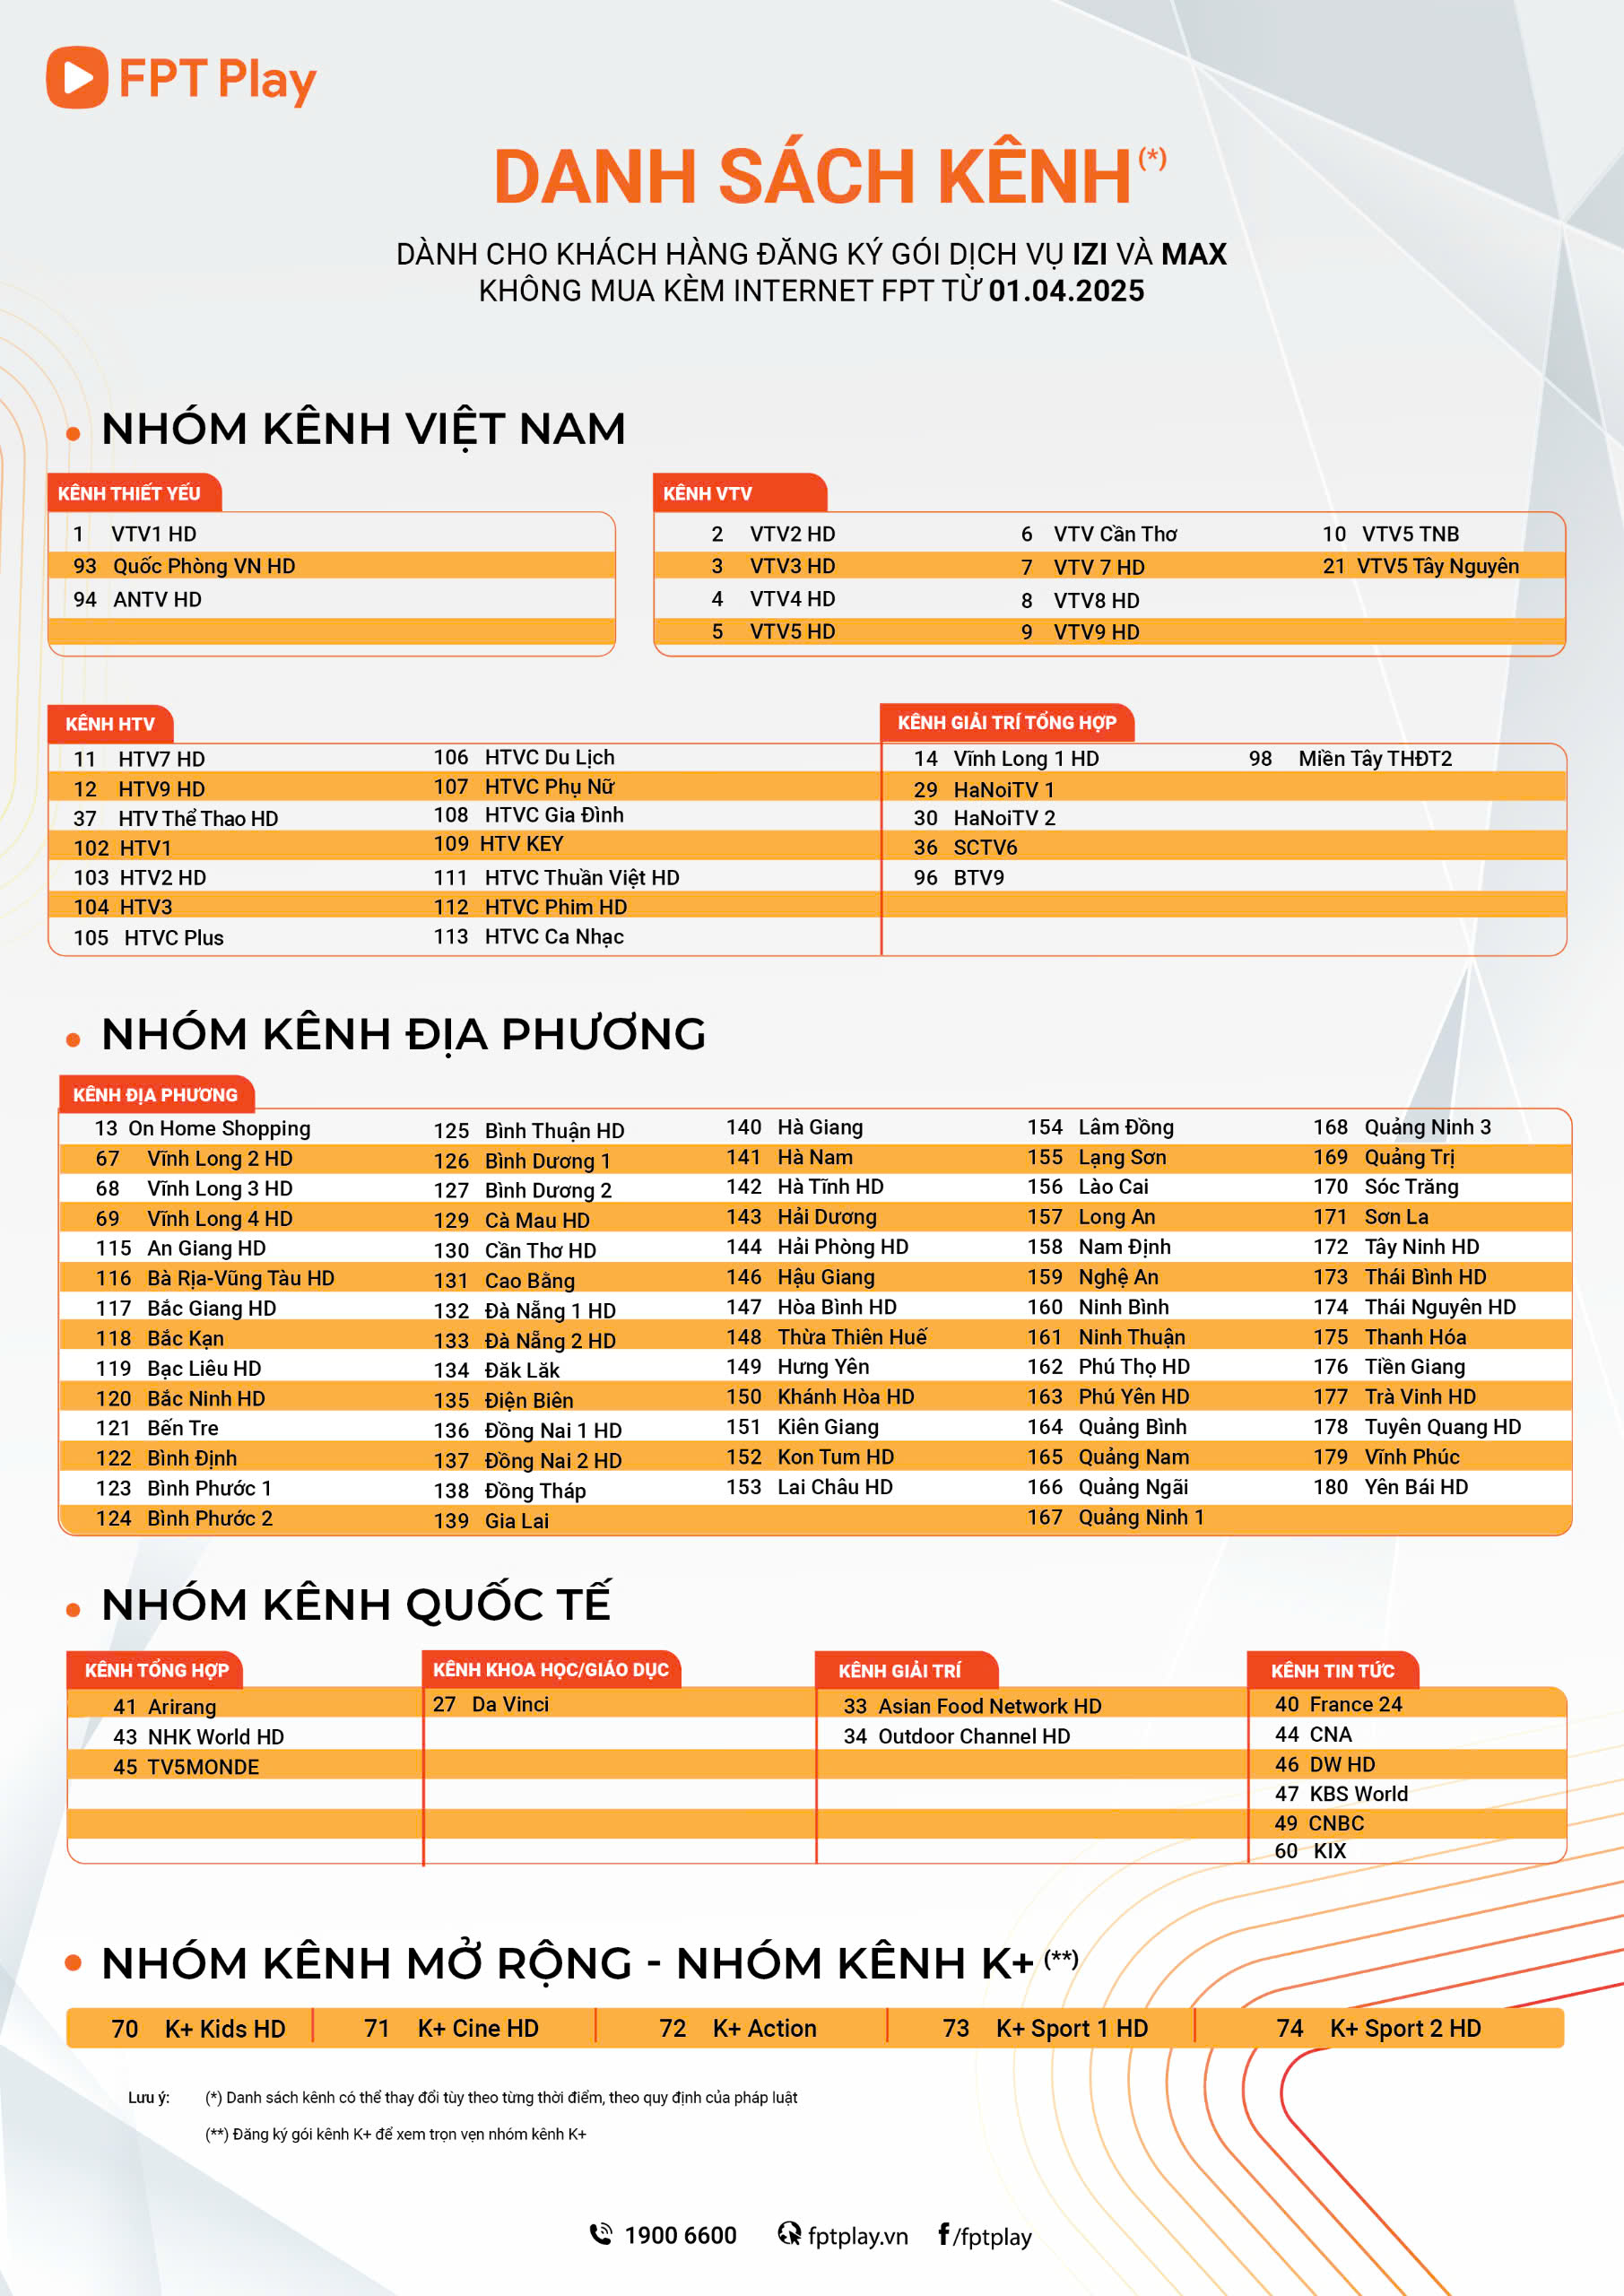 FPT Play
DANH SÁCH KÊNH (*)
DÀNH CHO KHÁCH HÀNG ĐĂNG KÝ GÓI DỊCH VỤ IZI VÀ MAX
KHÔNG MUA KÈM INTERNET FPT TỪ 01.04.2025
NHÓM KÊNH VIỆT NAM
KÊNH THIẾT YẾU
1 VTV1 HD
93 Quốc Phòng VN HD
94 ANTV HD
KÊNH VTV
2 VTV2 HD
3 VTV3 HD
4 VTV4 HD
5 VTV5 HD
6 VTV Cần Thơ
7 VTV 7 HD
8 VTV8 HD
9 VTV9 HD
10 VTV5 TNB
21 VTV5 Tây Nguyên
KÊNH HTV
11 HTV7 HD
12 HTV9 HD
37 HTV Thể Thao HD
102 HTV1
103 HTV2 HD
104 HTV3
105 HTVC Plus
106 HTVC Du Lịch
107 HTVC Phụ Nữ
108 HTVC Gia Đình
109 HTV KEY
111 HTVC Thuần Việt HD
112 HTVC Phim HD
113 HTVC Ca Nhạc
KÊNH GIẢI TRÍ TỔNG HỢP
14 Vĩnh Long 1 HD
29 HaNoiTV 1
30 HaNoiTV 2
36 SCTV6
96 BTV9
98 Miền Tây THĐT2
NHÓM KÊNH ĐỊA PHƯƠNG
KÊNH ĐỊA PHƯƠNG
13 On Home Shopping
67 Vĩnh Long 2 HD
68 Vĩnh Long 3 HD
69 Vĩnh Long 4 HD
115 An Giang HD
116 Bà Rịa-Vũng Tàu HD
117 Bắc Giang HD
118 Bắc Kạn
119 Bạc Liêu HD
120 Bắc Ninh HD
121 Bến Tre
122 Bình Định
123 Bình Phước 1
124 Bình Phước 2
125 Bình Thuận HD
126 Bình Dương 1
127 Bình Dương 2
129 Cà Mau HD
130 Cần Thơ HD
131 Cao Bằng
132 Đà Nẵng 1 HD
133 Đà Nẵng 2 HD
134 Đăk Lăk
135 Điện Biên
136 Đồng Nai 1 HD
137 Đồng Nai 2 HD
138 Đồng Tháp
139 Gia Lai
140 Hà Giang
141 Hà Nam
142 Hà Tĩnh HD
143 Hải Dương
144 Hải Phòng HD
146 Hậu Giang
147 Hòa Bình HD
148 Thừa Thiên Huế
149 Hưng Yên
150 Khánh Hòa HD
151 Kiên Giang
152 Kon Tum HD
153 Lai Châu HD
154 Lâm Đồng
155 Lạng Sơn
156 Lào Cai
157 Long An
158 Nam Định
159 Nghệ An
160 Ninh Bình
161 Ninh Thuận
162 Phú Thọ HD
163 Phú Yên HD
164 Quảng Bình
165 Quảng Nam
166 Quảng Ngãi
167 Quảng Ninh 1
168 Quảng Ninh 3
169 Quảng Trị
170 Sóc Trăng
171 Sơn La
172 Tây Ninh HD
173 Thái Bình HD
174 Thái Nguyên HD
175 Thanh Hóa
176 Tiền Giang
177 Trà Vinh HD
178 Tuyên Quang HD
179 Vĩnh Phúc
180 Yên Bái HD
NHÓM KÊNH QUỐC TẾ
KÊNH TỔNG HỢP
41 Arirang
43 NHK World HD
45 TV5MONDE
KÊNH KHOA HỌC/GIÁO DỤC
27 Da Vinci
KÊNH GIẢI TRÍ
33 Asian Food Network HD
34 Outdoor Channel HD
KÊNH TIN TỨC
40 France 24
44 CNA
46 DW HD
47 KBS World
49 CNBC
60 KIX
NHÓM KÊNH MỞ RỘNG - NHÓM KÊNH K+ (**)
70 K+ Kids HD
71 K+ Cine HD
72 K+ Action
73 K+ Sport 1 HD
74 K+ Sport 2 HD
Lưu ý: (*) Danh sách kênh có thể thay đổi tùy theo từng thời điểm, theo quy định của pháp luật
(**) Đăng ký gói kênh K+ để xem trọn vẹn nhóm kênh K+
1900 6600 fptplay.vn f/fptplay